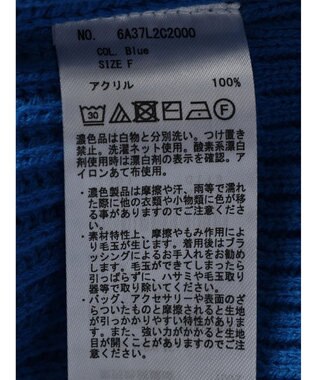 NO. 6A37L2C2000
COL. Blue
SIZE F
アクリル 100%
30
F
濃色品は白物と分別洗い。つけ置き
禁止。洗濯ネット使用。酸素系漂白
剤使用時は漂白剤の表示を確認。ア
イロンあて布使用。
・濃色製品は摩擦や汗、雨等で濡れ
た際に他の衣類や小物類に色が移
る事がありますのでご注意くださ
い。
・素材特性上、摩擦やもみ作用によ
り毛玉が生じます。着用後はブラ
ッシングによるお手入れをお勧め
します。毛玉ができてしまったら
引っぱらずに、ハサミや毛玉取り
器等で取り除いてください。
・バッグ、アクセサリーや表面のざ
らついたものと摩擦されると生地
が引っかかりやすい特質がありま
す。また、強い力がかかると生地
目が開くことがありますのでご注
意ください。